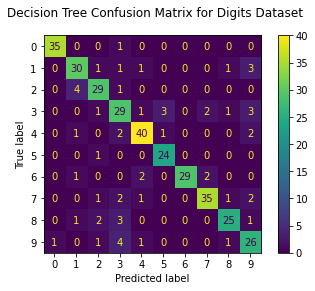 Decision Tree Confusion Matrix for Digits Dataset
0 35 0 0 1 0 0 0 0 0 0
1 0 30 1 1 1 0 0 0 1 3
2 0 4 29 1 0 0 0 0 0 0
3 0 0 0 29 1 3 0 2 1 3
4 0 1 0 2 40 1 0 0 0 2
5 0 0 1 0 0 24 0 0 0 0
6 0 1 0 0 2 0 29 2 0 0
7 0 0 1 2 1 0 0 35 1 2
8 0 1 2 3 0 0 0 0 25 1
9 1 0 1 4 1 0 0 0 1 26
0 1 2 3 4 5 6 7 8 9
Predicted label
True label
40
35
30
25
20
15
10
5
0